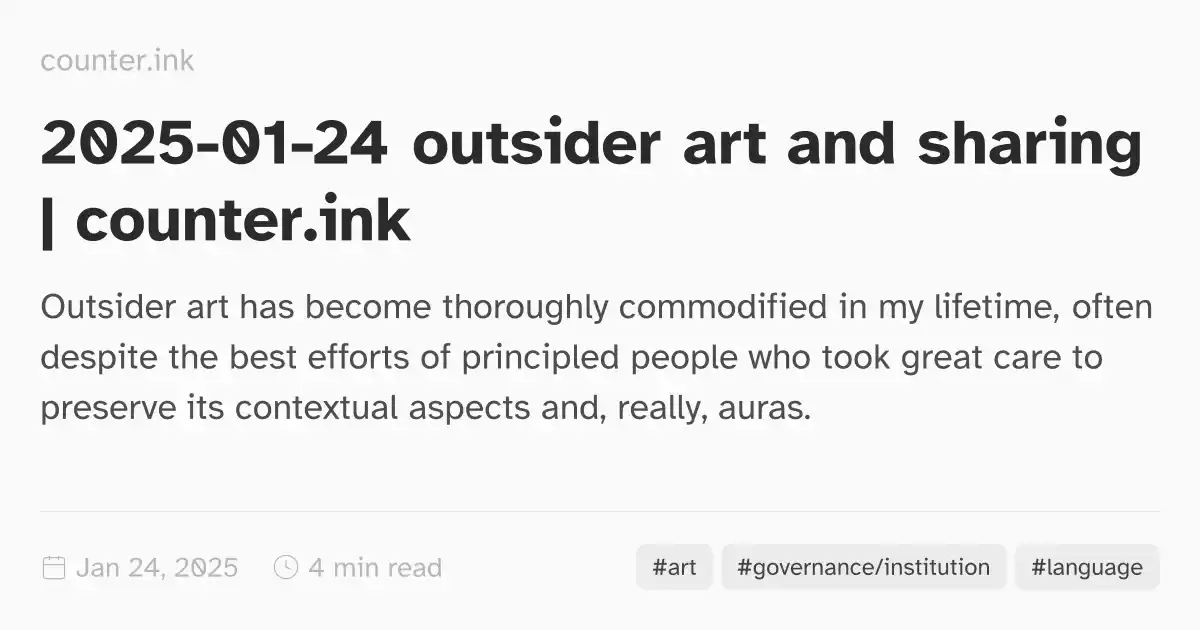 counter.ink
2025-01-24 outsider art and sharing
| counter.ink
Outsider art has become thoroughly commodified in my lifetime, often
despite the best efforts of principled people who took great care to
preserve its contextual aspects and, really, auras.
Jan 24, 2025 4 min read #art #governance/institution #language